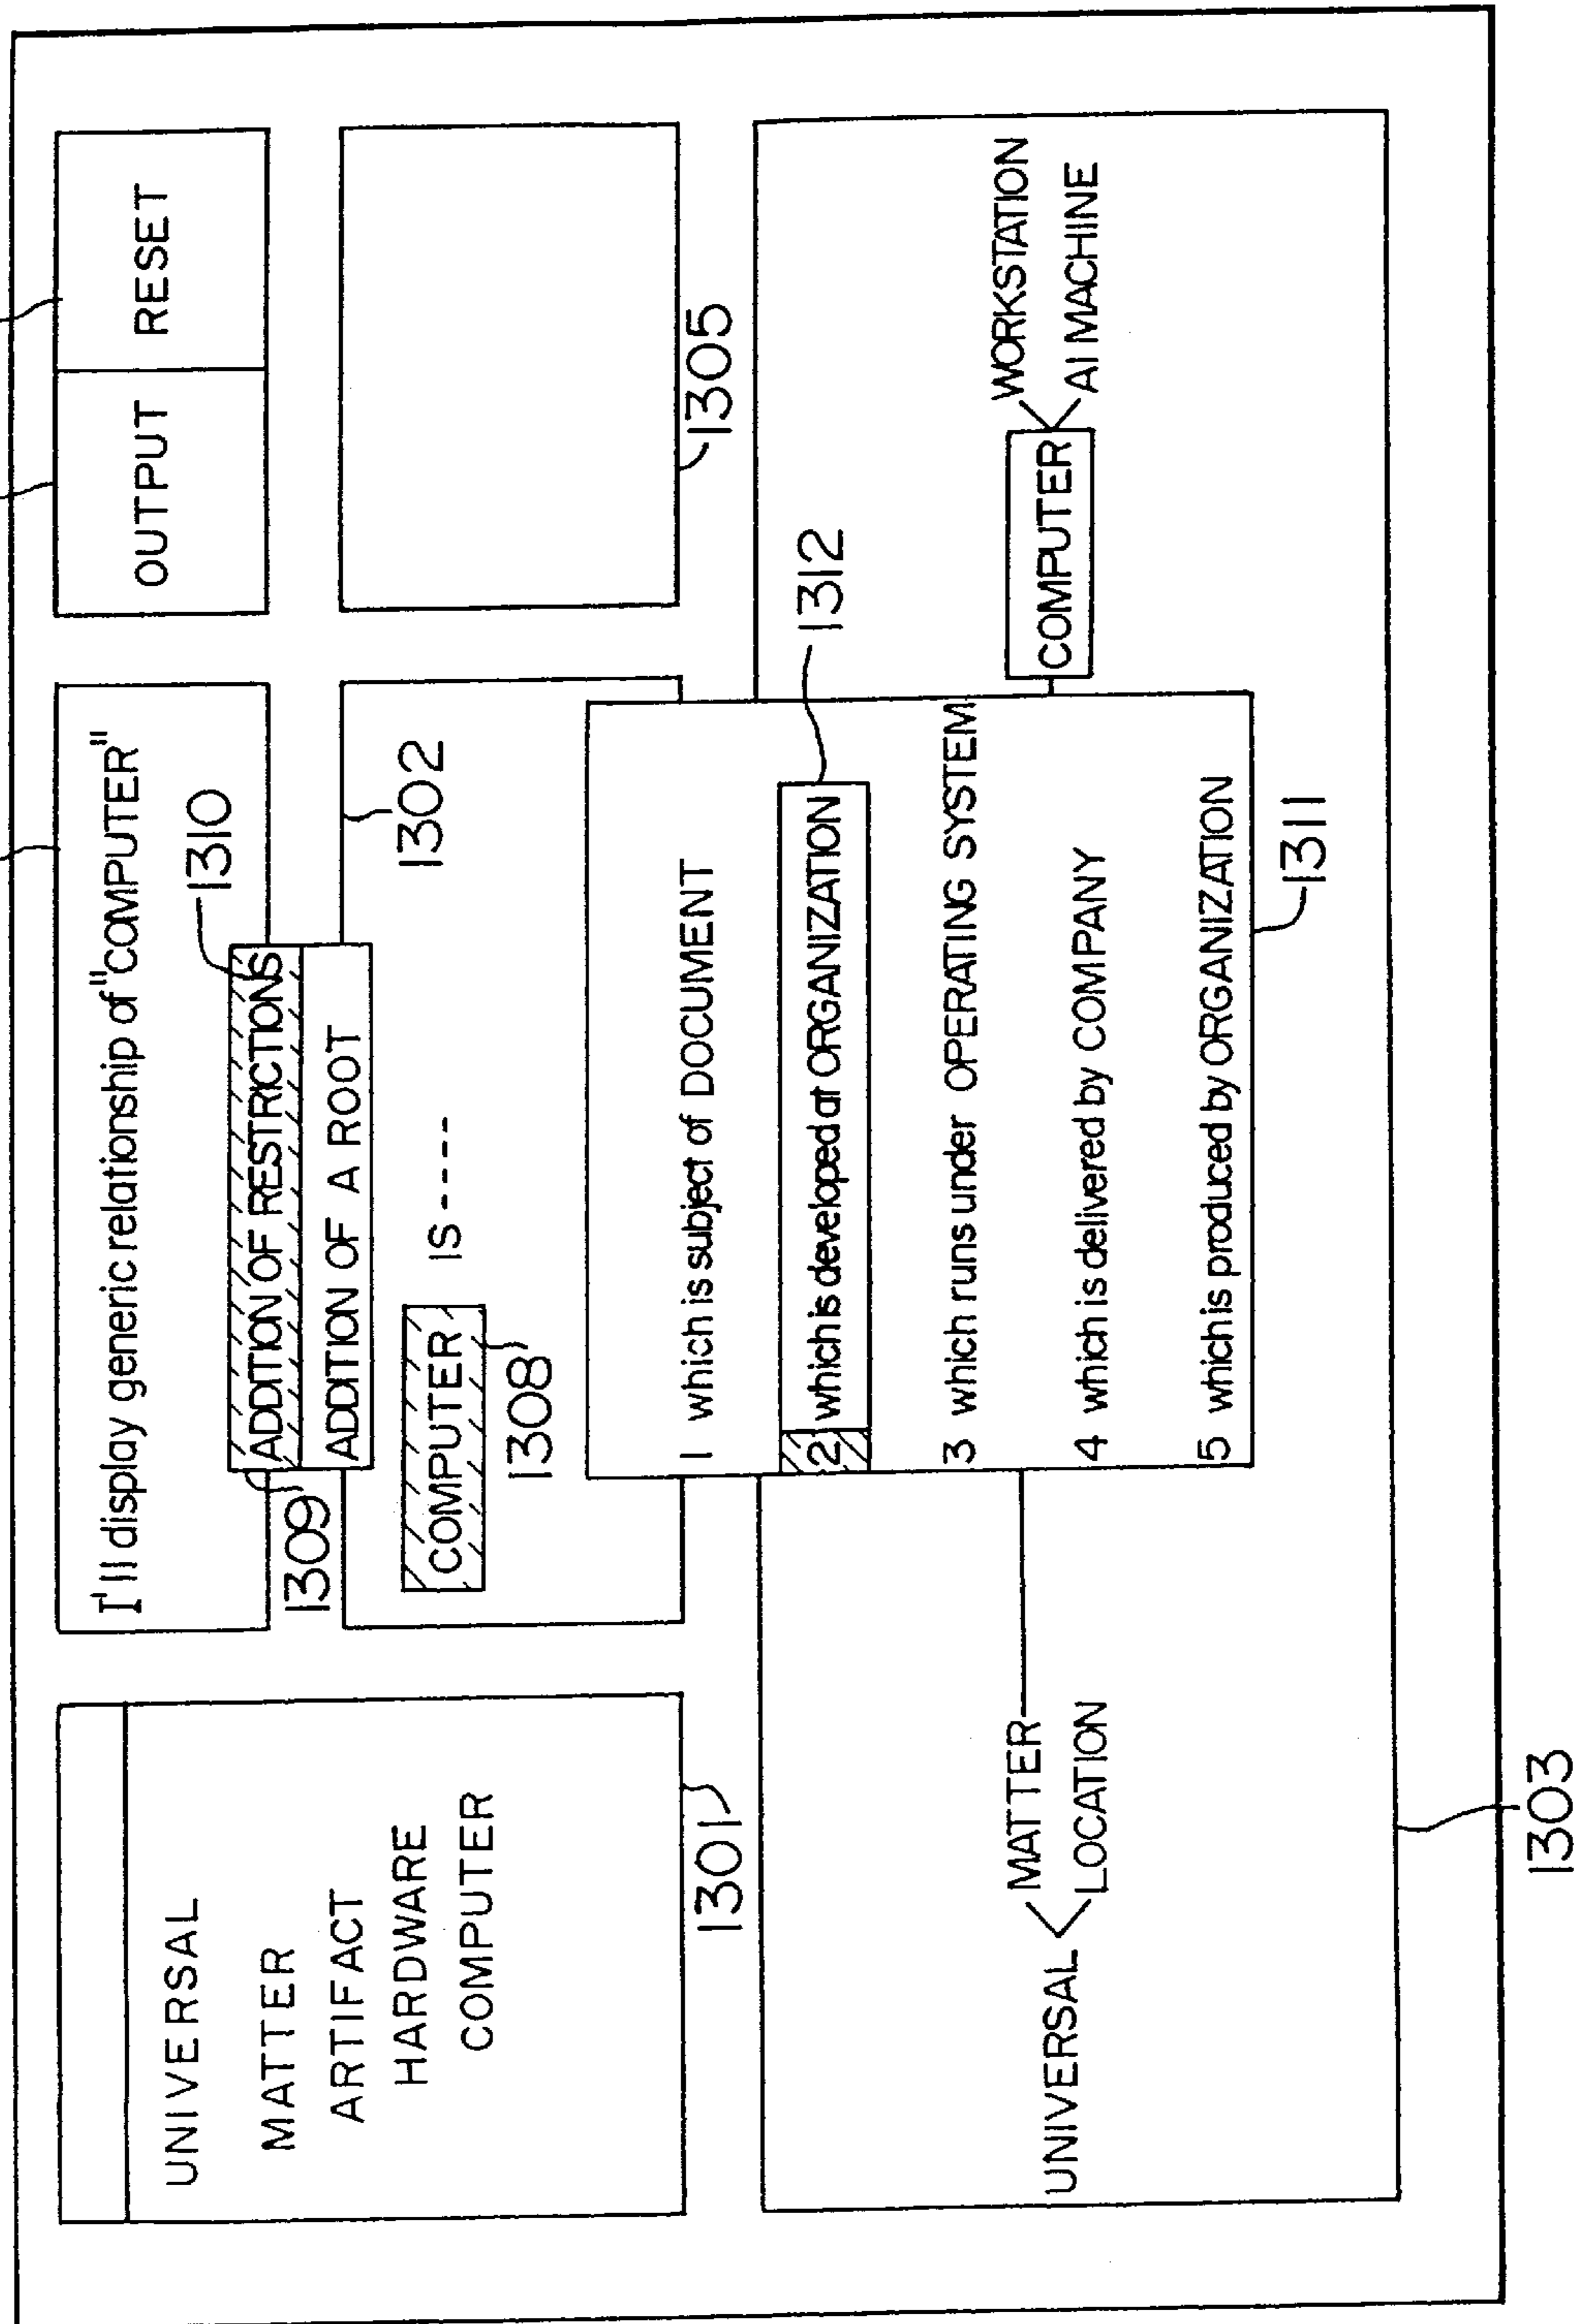 I'll display generic relationship of "COMPUTER"
OUTPUT
RESET
1310
ADDITION OF RESTRICTIONS
ADDITION OF A ROOT
1309
1302
UNIVERSAL
MATTER
ARTIFACT
HARDWARE
COMPUTER
1301
COMPUTER IS----
1308
1305
1 which is subject of DOCUMENT
2 which is developed at ORGANIZATION
3 which runs under OPERATING SYSTEM
4 which is delivered by COMPANY
5 which is produced by ORGANIZATION
1312
1311
UNIVERSAL
MATTER
LOCATION
COMPUTER
WORKSTATION
AI MACHINE
1303